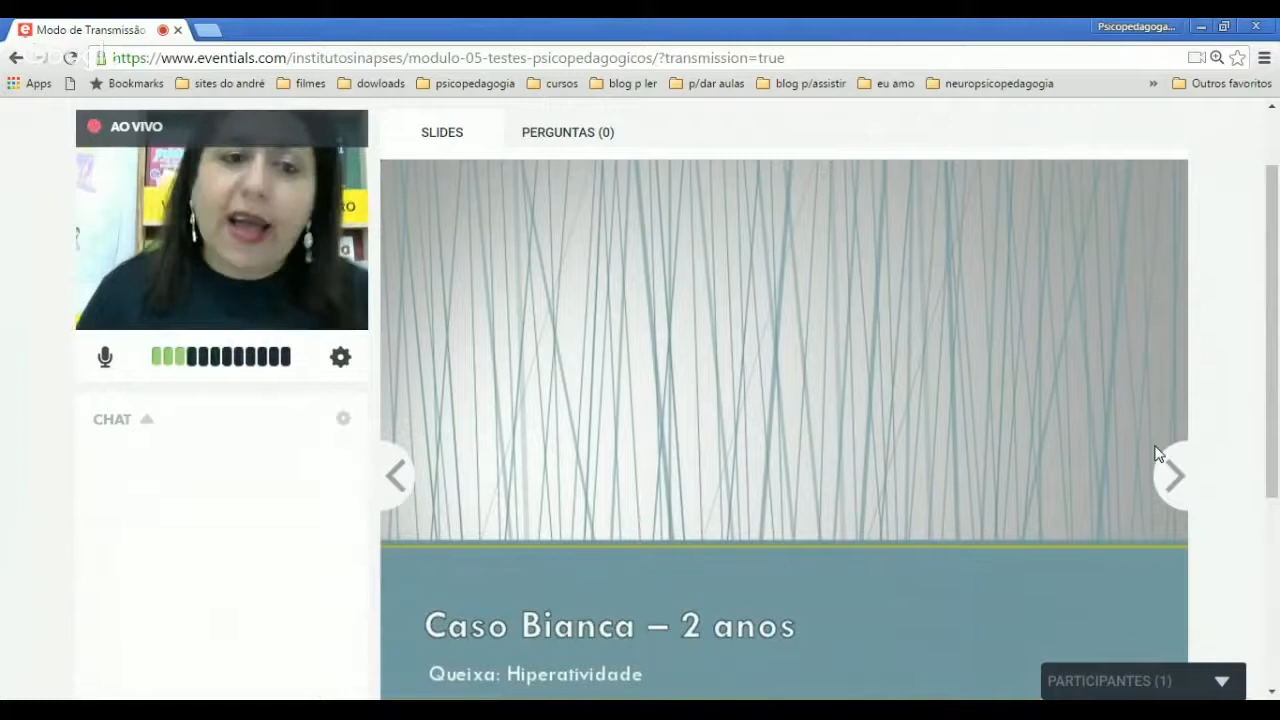 Modo de Transmissão
Psicopedagoga...
https://www.eventials.com/institutosinapses/modulo-05-testes-psicopedagogicos/?transmission=true
Apps Bookmarks sites do andré filmes dowloads psicopedagogia cursos blog p ler p/dar aulas blog p/assistir eu amo neuropsicopedagogia » Outros favoritos
AO VIVO
SLIDES PERGUNTAS (0)
CHAT
Caso Bianca – 2 anos
Queixa: Hiperatividade
PARTICIPANTES (1)